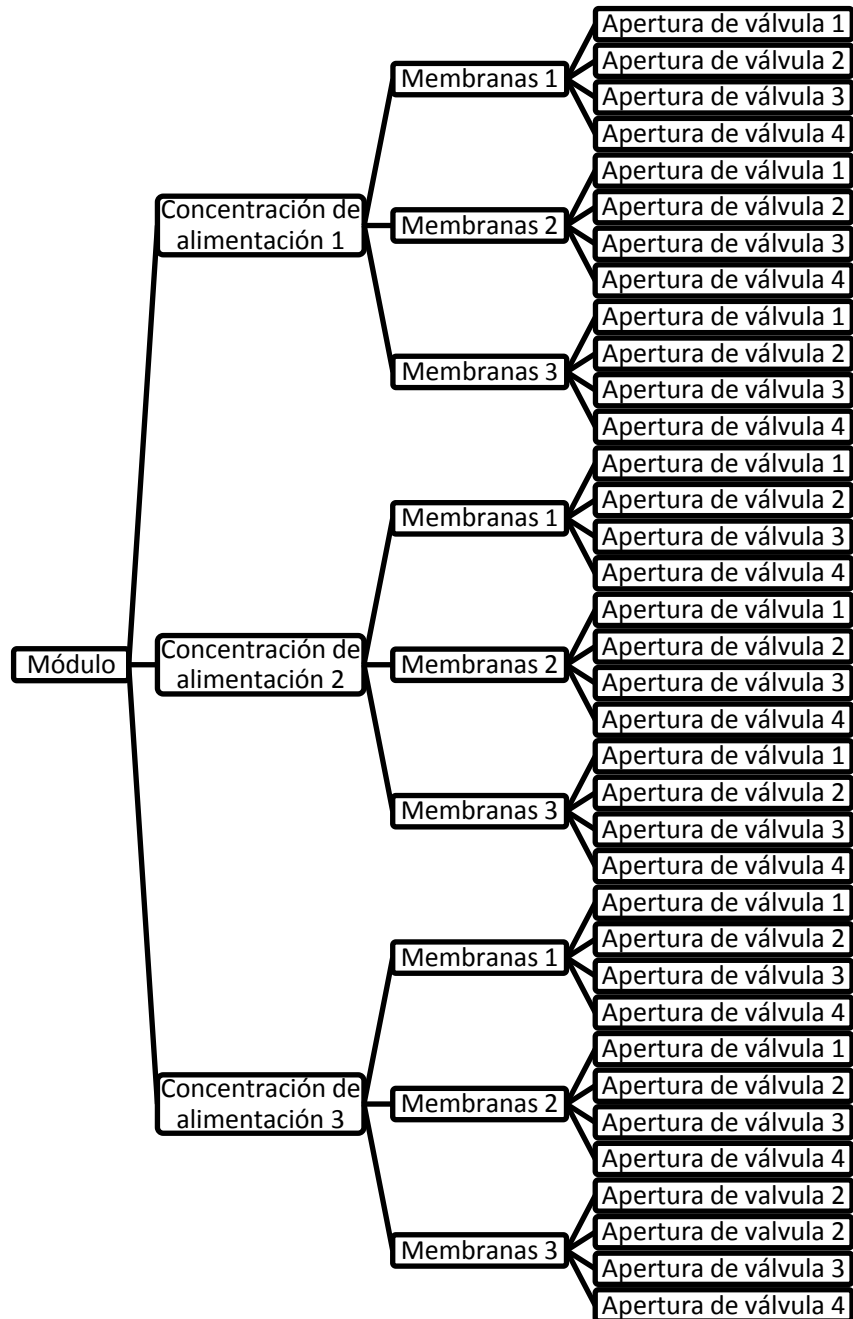 Apertura de válvula 1
Apertura de válvula 2
Membranas 1
Apertura de válvula 3
Apertura de válvula 4
Apertura de válvula 1
Concentración de
alimentación 1
Apertura de válvula 2
Membranas 2
Apertura de válvula 3
Apertura de válvula 4
Apertura de válvula 1
Apertura de válvula 2
Membranas 3
Apertura de válvula 3
Apertura de válvula 4
Apertura de válvula 1
Apertura de válvula 2
Membranas 1
Apertura de válvula 3
Apertura de válvula 4
Apertura de válvula 1
Módulo
Concentración de
alimentación 2
Apertura de válvula 2
Membranas 2
Apertura de válvula 3
Apertura de válvula 4
Apertura de válvula 1
Apertura de válvula 2
Membranas 3
Apertura de válvula 3
Apertura de válvula 4
Apertura de válvula 1
Apertura de válvula 2
Membranas 1
Apertura de válvula 3
Apertura de válvula 4
Apertura de válvula 1
Concentración de
alimentación 3
Apertura de válvula 2
Membranas 2
Apertura de válvula 3
Apertura de válvula 4
Apertura de valvula 2
Apertura de valvula 2
Membranas 3
Apertura de válvula 3
Apertura de válvula 4